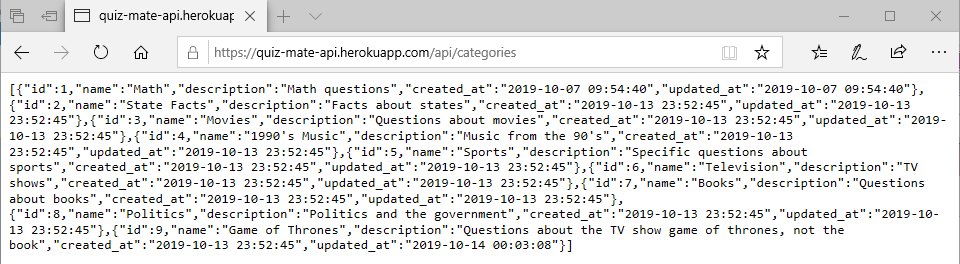 quiz-mate-api.herokuapp
https://quiz-mate-api.herokuapp.com/api/categories
[{"id":1,"name":"Math","description":"Math questions","created_at":"2019-10-07 09:54:40","updated_at":"2019-10-07 09:54:40"},
{"id":2,"name":"State Facts","description":"Facts about states","created_at":"2019-10-13 23:52:45","updated_at":"2019-10-13
23:52:45"},{"id":3,"name":"Movies","description":"Questions about movies","created_at":"2019-10-13 23:52:45","updated_at":"2019-
10-13 23:52:45"},{"id":4,"name":"1990's Music","description":"Music from the 90's","created_at":"2019-10-13
23:52:45","updated_at":"2019-10-13 23:52:45"},{"id":5,"name":"Sports","description":"Specific questions about
sports","created_at":"2019-10-13 23:52:45","updated_at":"2019-10-13 23:52:45"},{"id":6,"name":"Television","description":"TV
shows","created_at":"2019-10-13 23:52:45","updated_at":"2019-10-13 23:52:45"},{"id":7,"name":"Books","description":"Questions
about books","created_at":"2019-10-13 23:52:45","updated_at":"2019-10-13 23:52:45"},
{"id":8,"name":"Politics","description":"Politics and the government","created_at":"2019-10-13 23:52:45","updated_at":"2019-10-
13 23:52:45"},{"id":9,"name":"Game of Thrones","description":"Questions about the TV show game of thrones, not the
book","created_at":"2019-10-13 23:52:45","updated_at":"2019-10-14 00:03:08"}]